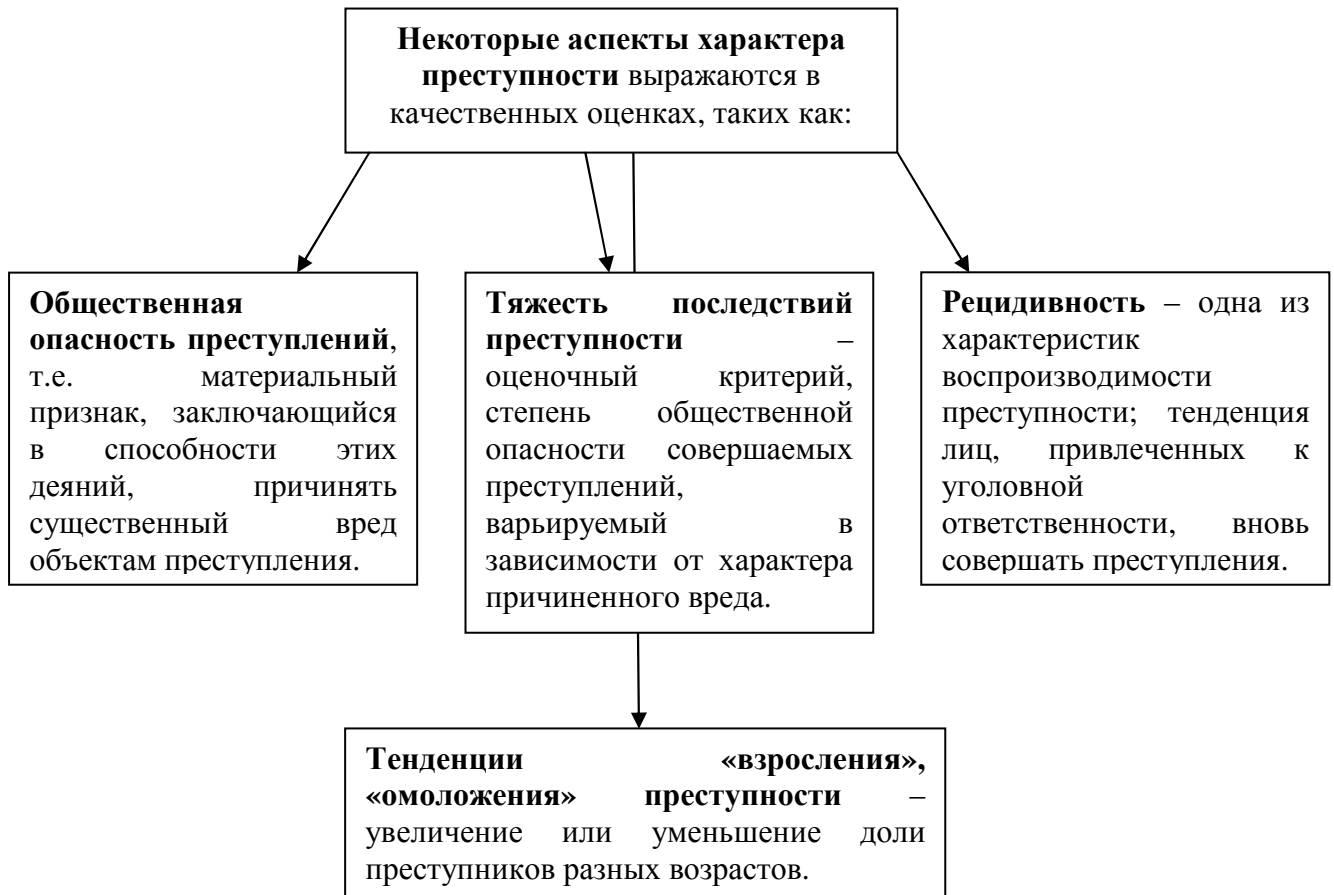 Некоторые аспекты характера
преступности выражаются в
качественных оценках, таких как:
Общественная
опасность преступлений,
т.е. материальный
признак, заключающийся
в способности этих
деяний, причинять
существенный вред
объектам преступления.
Тяжесть последствий
преступности –
оценочный критерий,
степень общественной
опасности совершаемых
преступлений,
варьируемый в
зависимости от характера
причиненного вреда.
Рецидивность – одна из
характеристик
воспроизводимости
преступности; тенденция
лиц, привлеченных к
уголовной
ответственности, вновь
совершать преступления.
Тенденции «взросления»,
«омоложения» преступности –
увеличение или уменьшение доли
преступников разных возрастов.